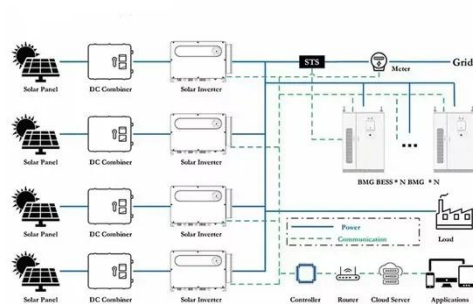 STS
Meter
Grid
Solar Panel DC Combiner Solar Inverter
Solar Panel DC Combiner Solar Inverter
BMG BESS * N BMG * N
Solar Panel DC Combiner Solar Inverter
Power
Communication
Load
Solar Panel DC Combiner Solar Inverter
Controller Router Cloud Server Applications